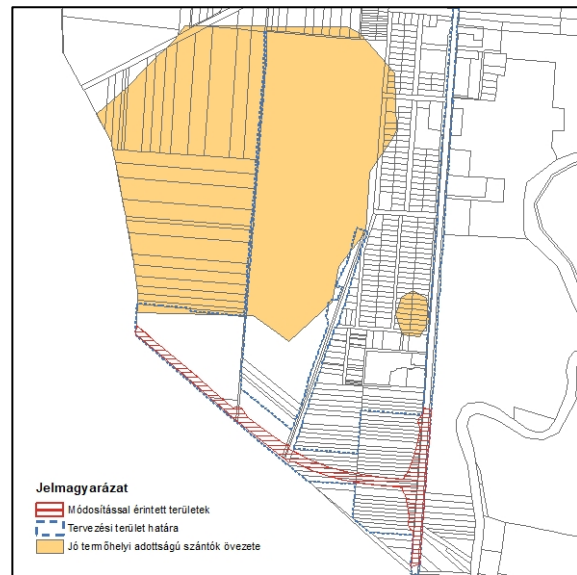 Jelmagyarázat
Módosítással érintett területek
Tervezési terület határa
Jó termőhelyi adottságú szántók övezete